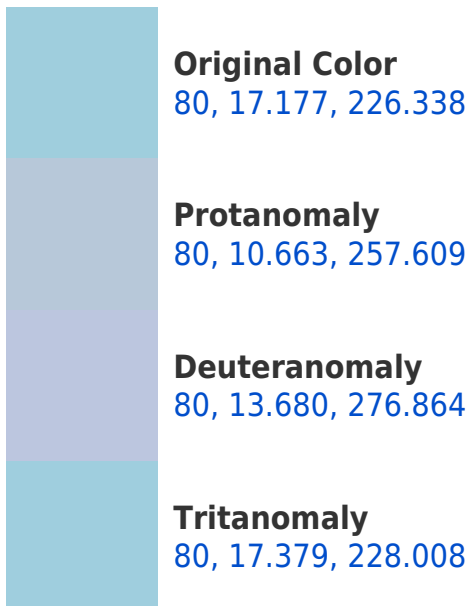 Original Color
80, 17.177, 226.338
Protanomaly
80, 10.663, 257.609
Deuteranomaly
80, 13.680, 276.864
Tritanomaly
80, 17.379, 228.008